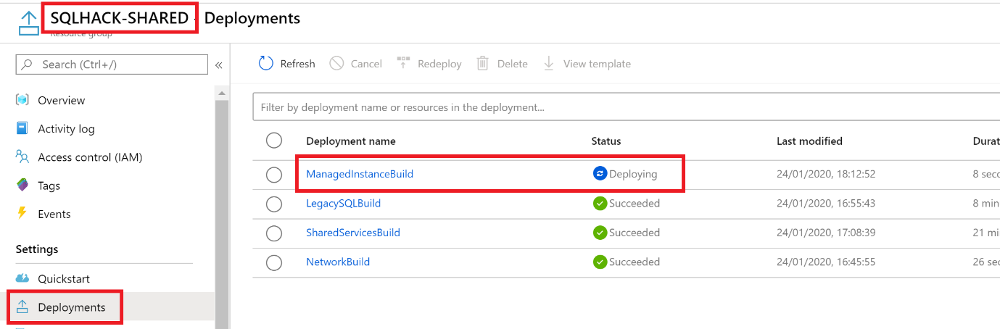 SQLHACK-SHARED - Deployments
Resource group
Search (Ctrl+/)
«
Overview
Activity log
Access control (IAM)
Tags
Events
Settings
Quickstart
Deployments
Refresh
Cancel
Redeploy
Delete
View template
Filter by deployment name or resources in the deployment...
Deployment name Status Last modified Durat
ManagedInstanceBuild Deploying 24/01/2020, 18:12:52 8 seco
LegacySQLBuild Succeeded 24/01/2020, 16:55:43 8 min
SharedServicesBuild Succeeded 24/01/2020, 17:08:39 21 mi
NetworkBuild Succeeded 24/01/2020, 16:45:55 26 sec